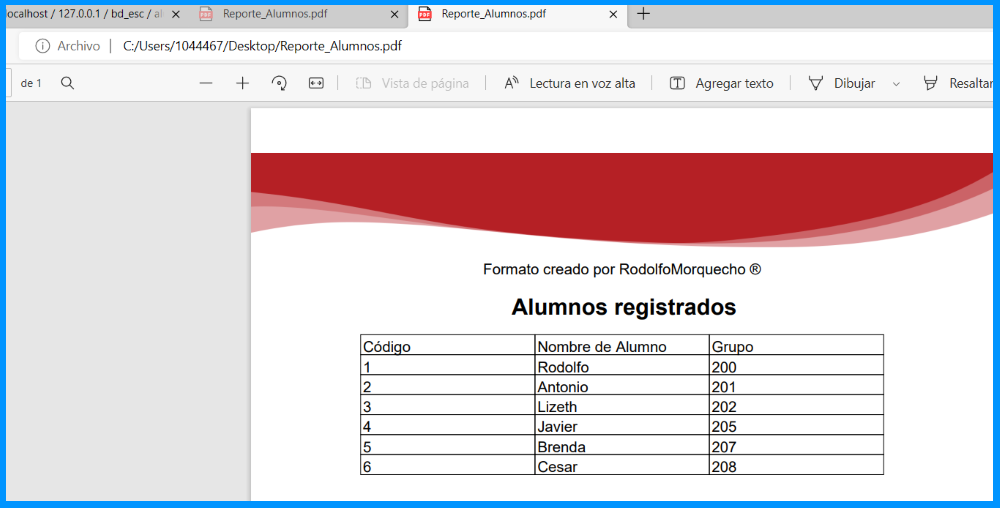 ocalhost / 127.0.0.1 / bd_esc / al Reporte_Alumnos.pdf Reporte_Alumnos.pdf
Archivo | C:/Users/1044467/Desktop/Reporte_Alumnos.pdf
de 1 Vista de página Lectura en voz alta Agregar texto Dibujar Resaltar
PDF
PDF
Formato creado por RodolfoMorquecho ®
Alumnos registrados
Código Nombre de Alumno Grupo
1 Rodolfo 200
2 Antonio 201
3 Lizeth 202
4 Javier 205
5 Brenda 207
6 Cesar 208